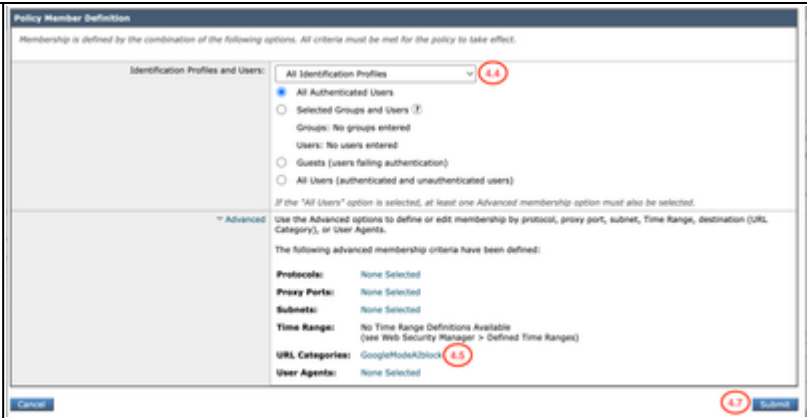 Policy Member Definition
Membership is defined by the combination of the following options. All criteria must be met for the policy to take effect.
Identification Profiles and Users:
All Identification Profiles
4.4
All Authenticated Users
Selected Groups and Users ?
Groups: No groups entered
Users: No users entered
Guests (users failing authentication)
All Users (authenticated and unauthenticated users)
If the "All Users" option is selected, at least one Advanced membership option must also be selected.
Advanced
Use the Advanced options to define or edit membership by protocol, proxy port, subnet, Time Range, destination (URL
Category), or User Agents.
The following advanced membership criteria have been defined:
Protocols: None Selected
Proxy Ports: None Selected
Subnets: None Selected
Time Range: No Time Range Definitions Available
(see Web Security Manager > Defined Time Ranges)
URL Categories: GoogleModeAIblock 4.5
User Agents: None Selected
Cancel
4.7 Submit